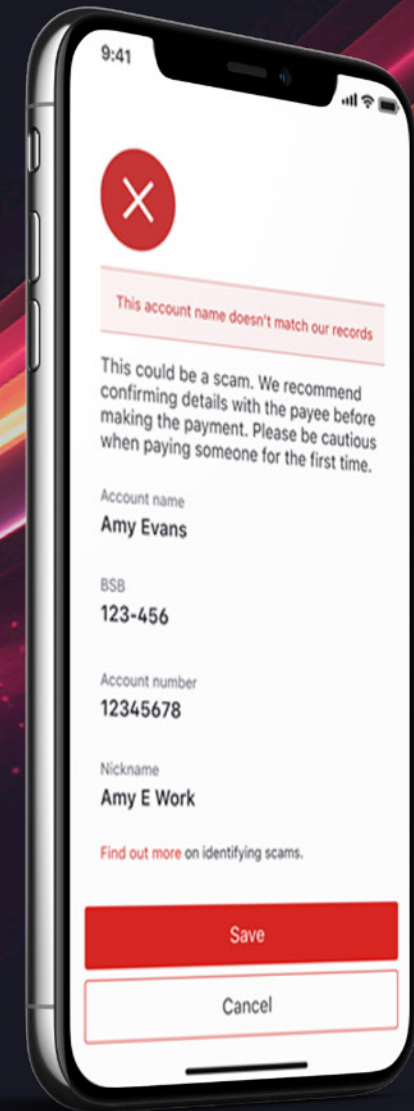 9:41
This account name doesn't match our records
This could be a scam. We recommend
confirming details with the payee before
making the payment. Please be cautious
when paying someone for the first time.
Account name
Amy Evans
BSB
123-456
Account number
12345678
Nickname
Amy E Work
Find out more on identifying scams.
Save
Cancel